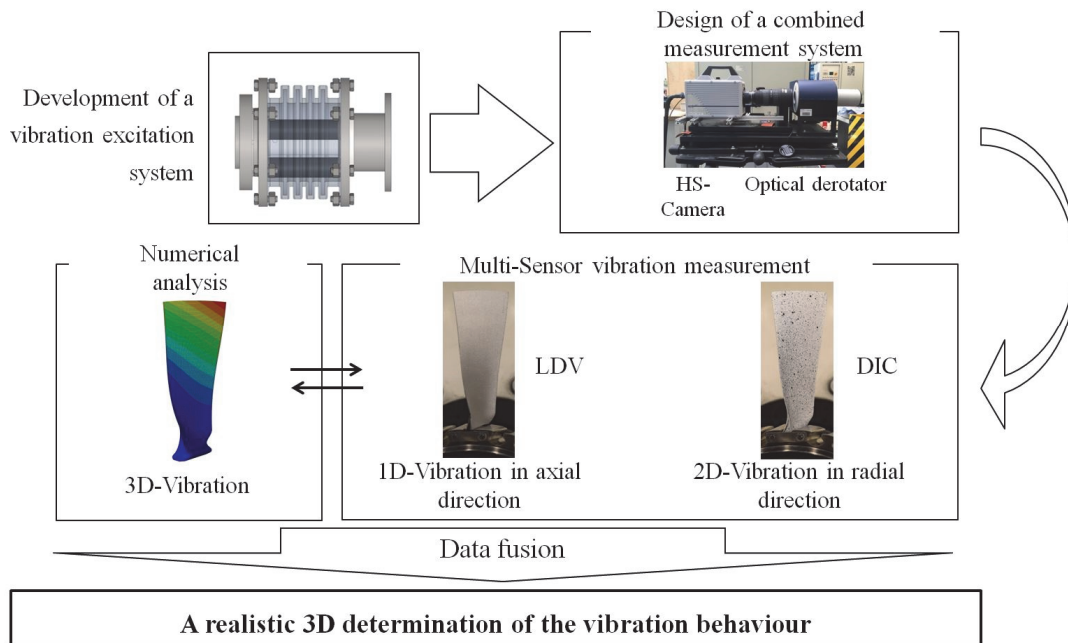 Development of a
vibration excitation
system
Design of a combined
measurement system
HS-
Camera
Optical derotator
Numerical
analysis
3D-Vibration
Multi-Sensor vibration measurement
LDV
DIC
1D-Vibration in axial
direction
2D-Vibration in radial
direction
Data fusion
A realistic 3D determination of the vibration behaviour